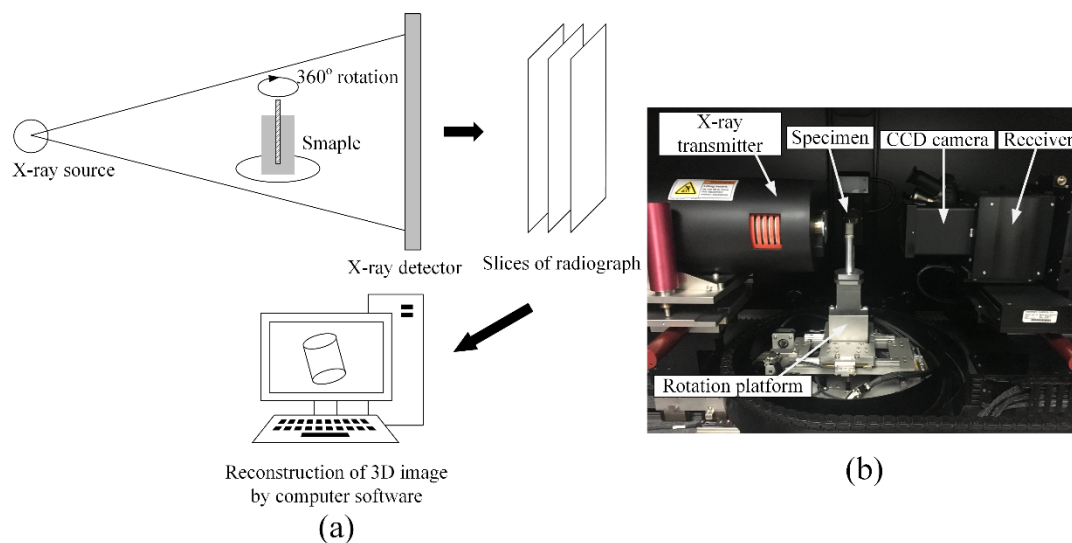 360° rotation
Smaple
X-ray source
X-ray detector
Slices of radiograph
Reconstruction of 3D image
by computer software
(a)
X-ray
transmitter
Specimen
CCD camera
Receiver
Rotation platform
(b)